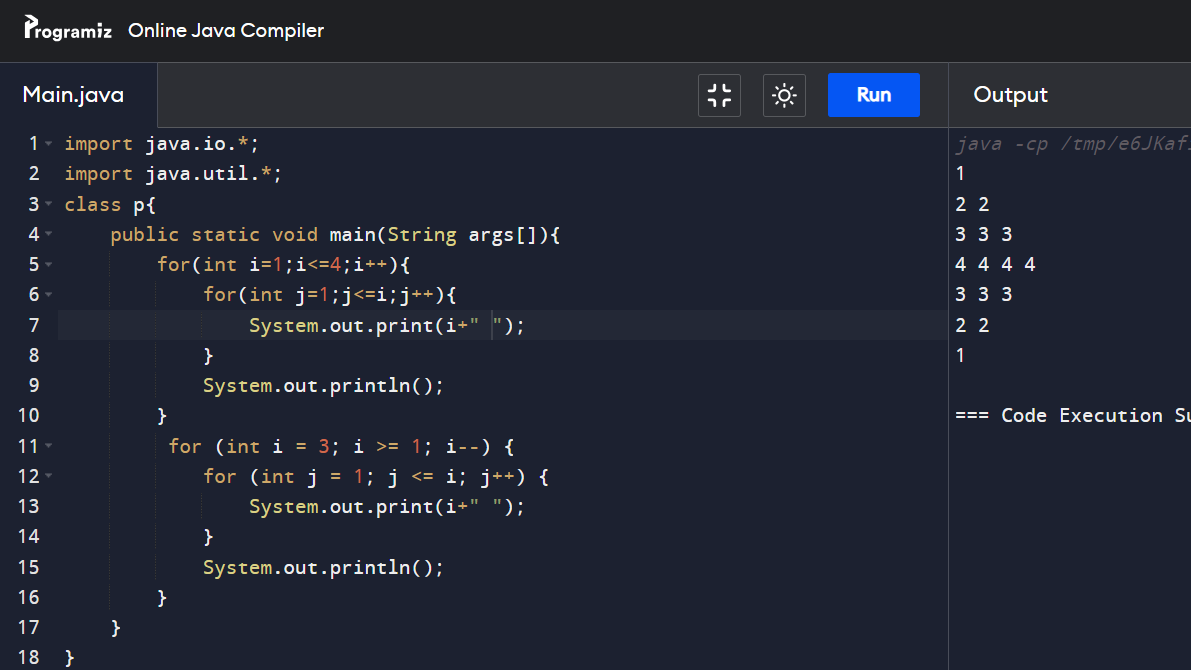 Programiz Online Java Compiler
Main.java
Run
Output
1 import java.io.*;
2 import java.util.*;
3 class p{
4 public static void main(String args[]){
5 for(int i=1;i<=4;i++){
6 for(int j=1;j<=i;j++){
7 System.out.print(i+" ");
8 }
9 System.out.println();
10 }
11 for (int i = 3; i >= 1; i--) {
12 for (int j = 1; j <= i; j++) {
13 System.out.print(i+" ");
14 }
15 System.out.println();
16 }
17 }
18 }
java -cp /tmp/e6JKaf
1
2 2
3 3 3
4 4 4 4
3 3 3
2 2
1
=== Code Execution Su